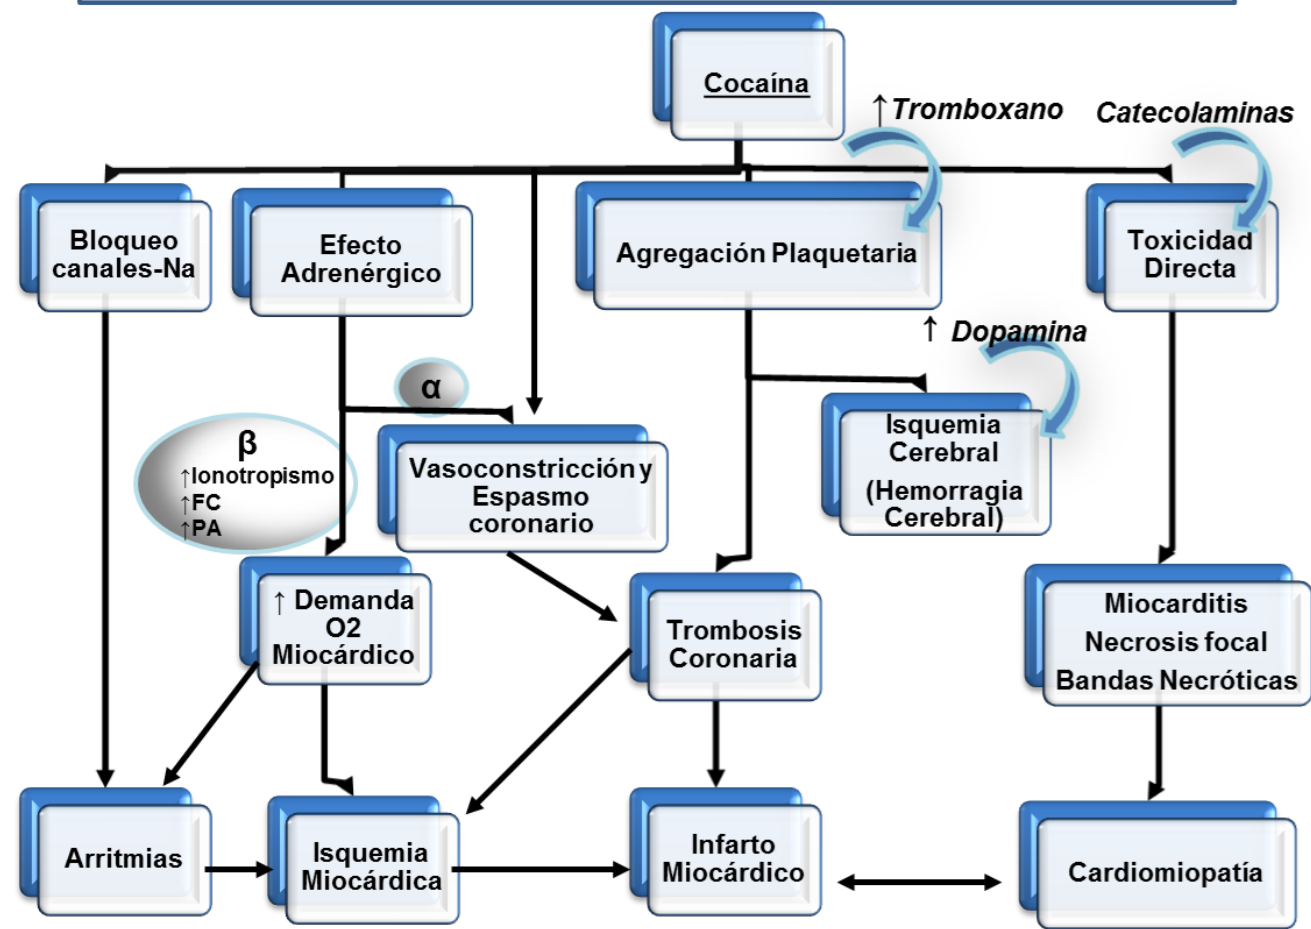 Cocaína
↑Tromboxano
Catecolaminas
Bloqueo
canales-Na
Efecto
Adrenérgico
Agregación Plaquetaria
Toxicidad
Directa
↑ Dopamina
α
β
↑Ionotropismo
↑FC
↑PA
Vasoconstricción y
Espasmo
coronario
Isquemia
Cerebral
(Hemorragia
Cerebral)
↑ Demanda
O2
Miocárdico
Trombosis
Coronaria
Miocarditis
Necrosis focal
Bandas Necróticas
Arritmias
Isquemia
Miocárdica
Infarto
Miocárdico
Cardiomiopatía